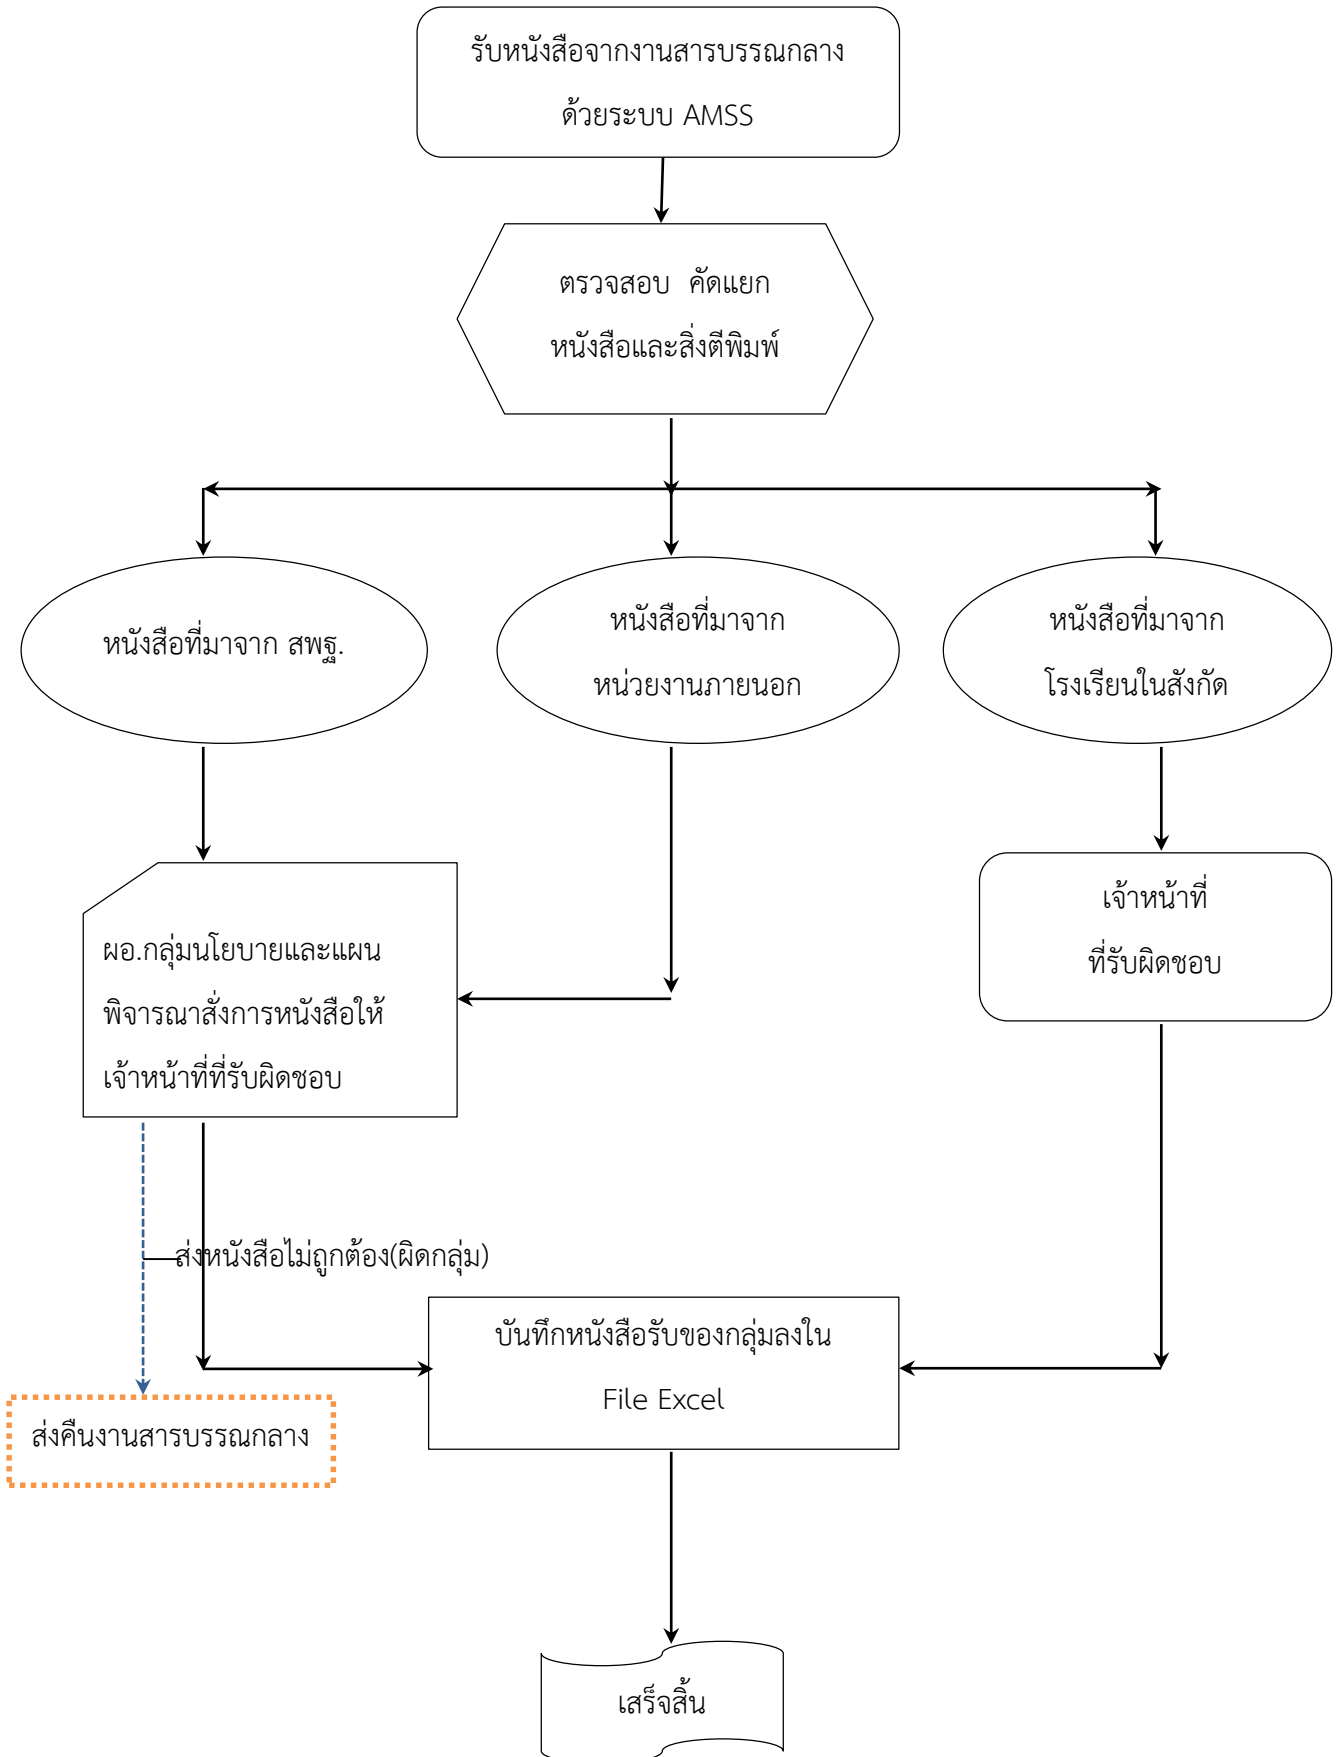 รับหนังสือจากงานสารบรรณกลาง
ด้วยระบบ AMSS
ตรวจสอบ คัดแยก
หนังสือและสิ่งตีพิมพ์
หนังสือที่มาจาก สพฐ.
หนังสือที่มาจาก
หน่วยงานภายนอก
หนังสือที่มาจาก
โรงเรียนในสังกัด
ผอ.กลุ่มนโยบายและแผน
พิจารณาสั่งการหนังสือให้
เจ้าหน้าที่ที่รับผิดชอบ
เจ้าหน้าที่
ที่รับผิดชอบ
ส่งหนังสือไม่ถูกต้อง(ผิดกลุ่ม)
บันทึกหนังสือรับของกลุ่มลงใน
File Excel
ส่งคืนงานสารบรรณกลาง
เสร็จสิ้น